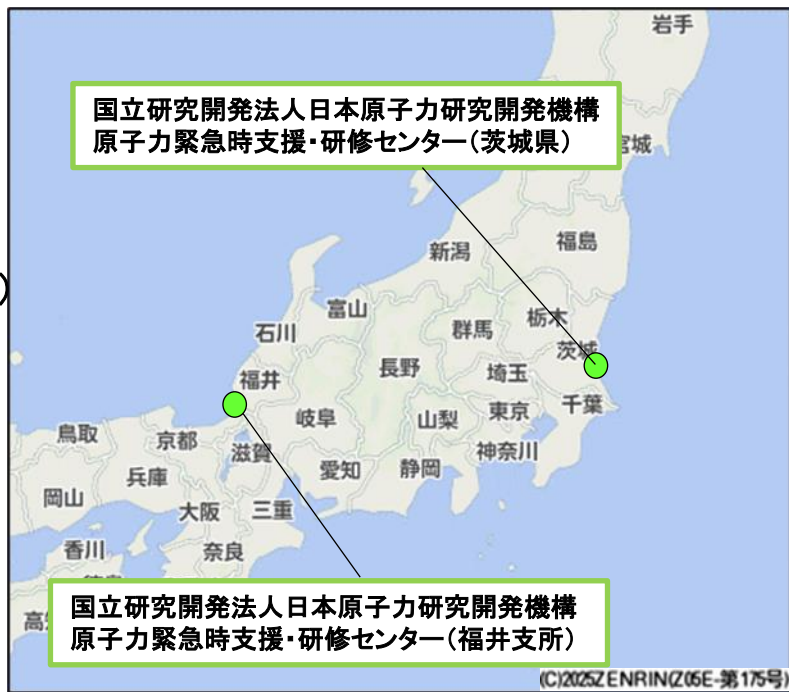 岩手
国立研究開発法人日本原子力研究開発機構
原子力緊急時支援・研修センター(茨城県)
宮城
新潟
福島
)
富山
石川
群馬
栃木
茨城
福井
長野
埼玉
岐阜
山梨
東京
千葉
鳥取
京都
滋賀
神奈川
兵庫
愛知
静岡
岡山
大阪
三重
香川
奈良
国立研究開発法人日本原子力研究開発機構
原子力緊急時支援・研修センター(福井支所)
高
(C)2025ZENRIN(Z05E-第175号)